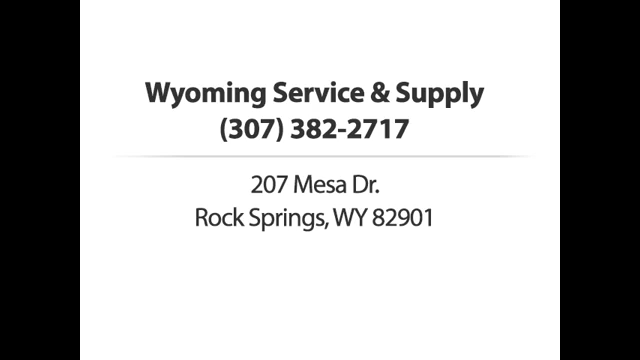 Wyoming Service & Supply
(307) 382-2717
207 Mesa Dr.
Rock Springs, WY 82901